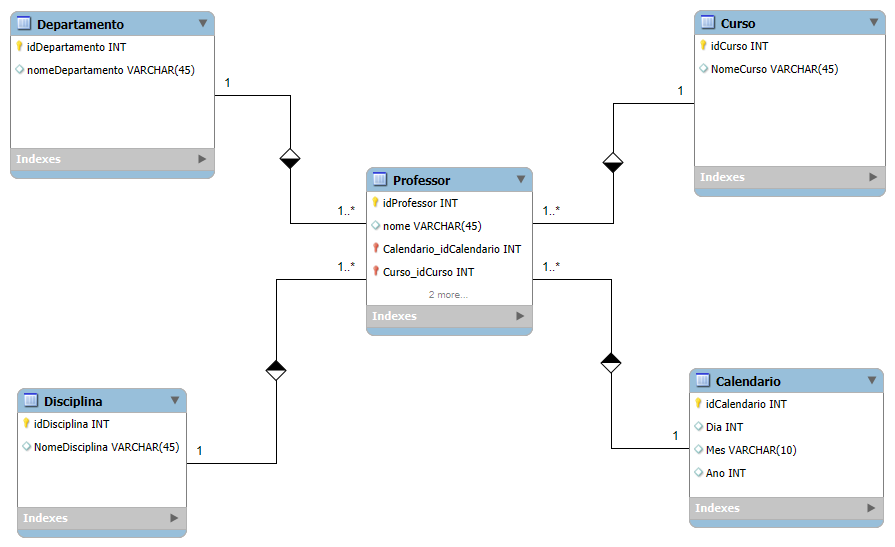 Departamento
idDepartamento INT
nomeDepartamento VARCHAR(45)
Indexes
1
Curso
idCurso INT
NomeCurso VARCHAR(45)
Indexes
1
Professor
idProfessor INT
nome VARCHAR(45)
Calendario_idCalendario INT
Curso_idCurso INT
2 more...
Indexes
1..*
1..*
1..*
1..*
Disciplina
idDisciplina INT
NomeDisciplina VARCHAR(45)
Indexes
1
Calendario
idCalendario INT
Dia INT
Mes VARCHAR(10)
Ano INT
Indexes
1